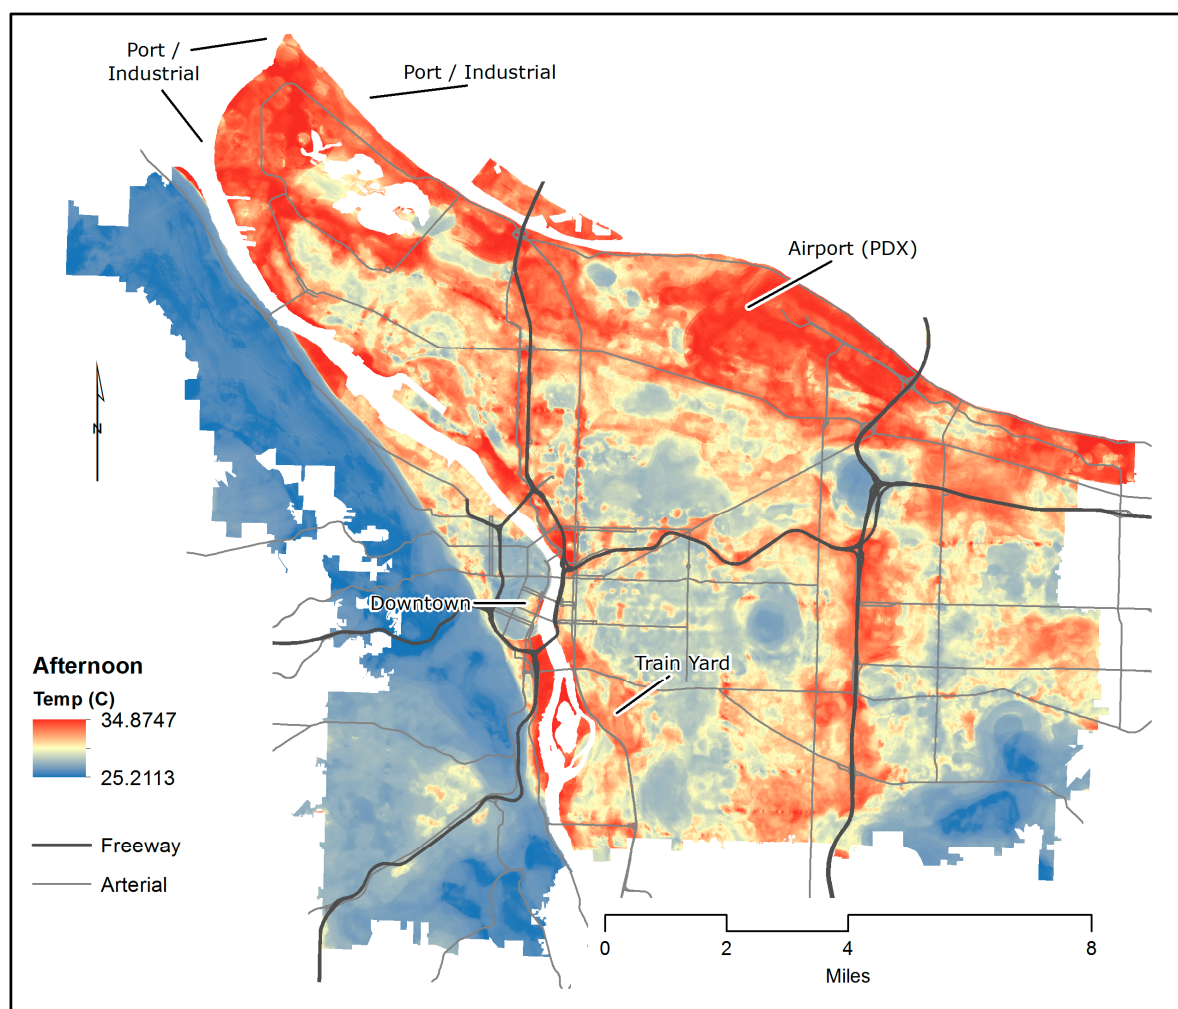 Port /
Industrial
Port / Industrial
Airport (PDX)
N
Downtown
Train Yard
Afternoon
Temp (C)
34.8747
25.2113
Freeway
Arterial
0 2 4 8
Miles